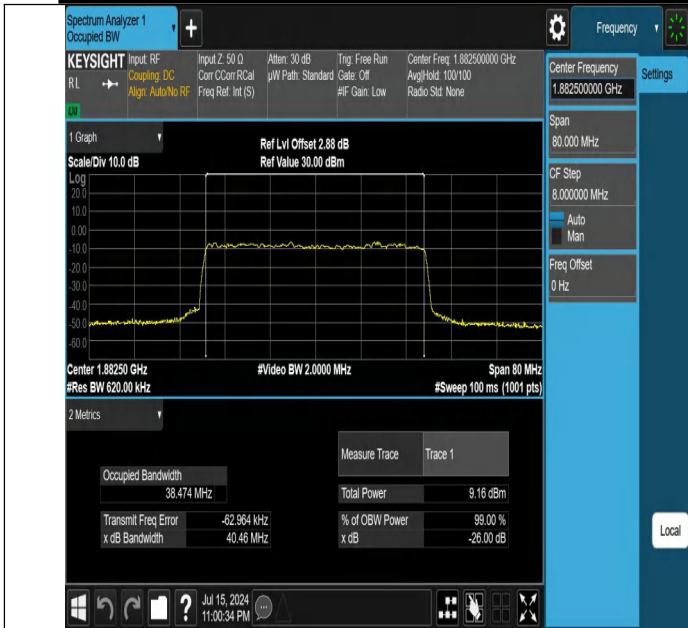 Spectrum Analyzer 1
Occupied BW
+
Frequency
KEYSIGHT
R L
LXI
Input: RF
Coupling: DC
Align: Auto/No RF
Input Z: 50 Ω
Corr CCorr RCal
Freq Ref: Int (S)
Atten: 30 dB
µW Path: Standard
Trig: Free Run
Gate: Off
#IF Gain: Low
Center Freq: 1.882500000 GHz
Avg|Hold: 100/100
Radio Std: None
Center Frequency
1.882500000 GHz
Settings
Span
80.000 MHz
CF Step
8.000000 MHz
Auto
Man
Freq Offset
0 Hz
Local
1 Graph
Scale/Div 10.0 dB
Ref Lvl Offset 2.88 dB
Ref Value 30.00 dBm
Log
20.0
10.0
0.00
-10.0
-20.0
-30.0
-40.0
-50.0
-60.0
Center 1.88250 GHz
#Video BW 2.0000 MHz
Span 80 MHz
#Res BW 620.00 kHz
#Sweep 100 ms (1001 pts)
2 Metrics
Measure Trace Trace 1
Occupied Bandwidth
38.474 MHz
Total Power 9.16 dBm
Transmit Freq Error -62.964 kHz
% of OBW Power 99.00 %
x dB Bandwidth 40.46 MHz
x dB -26.00 dB
?
Jul 15, 2024
11:00:34 PM